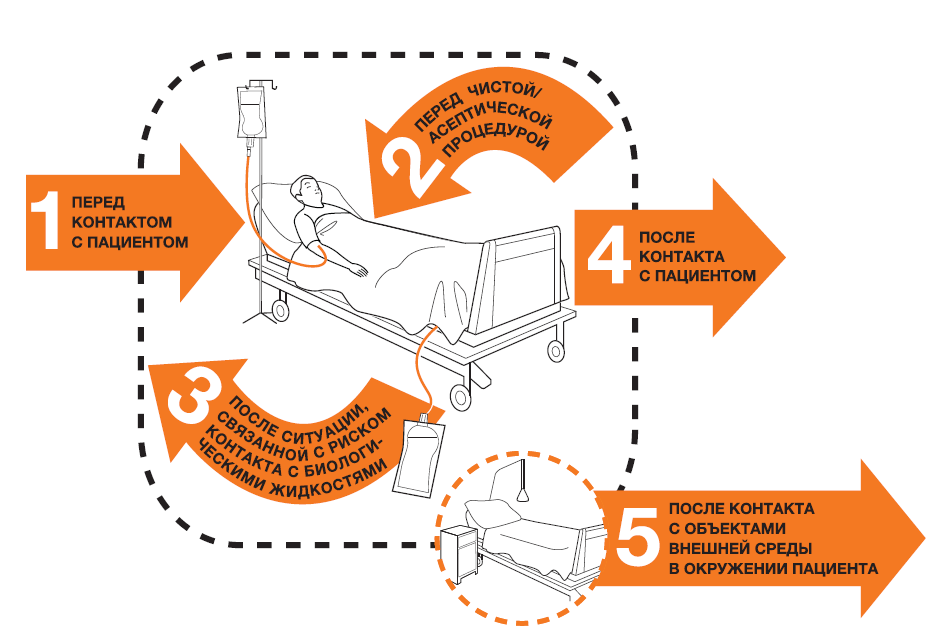 1
ПЕРЕД
КОНТАКТОМ
С ПАЦИЕНТОМ
2
ПЕРЕД ЧИСТОЙ/
АСЕПТИЧЕСКОЙ
ПРОЦЕДУРОЙ
3
ПОСЛЕ СИТУАЦИИ,
СВЯЗАННОЙ С РИСКОМ
КОНТАКТА С БИОЛОГИ-
ЧЕСКИМИ ЖИДКОСТЯМИ
4
ПОСЛЕ
КОНТАКТА
С ПАЦИЕНТОМ
5
ПОСЛЕ КОНТАКТА
С ОБЪЕКТАМИ
ВНЕШНЕЙ СРЕДЫ
В ОКРУЖЕНИИ ПАЦИЕНТА